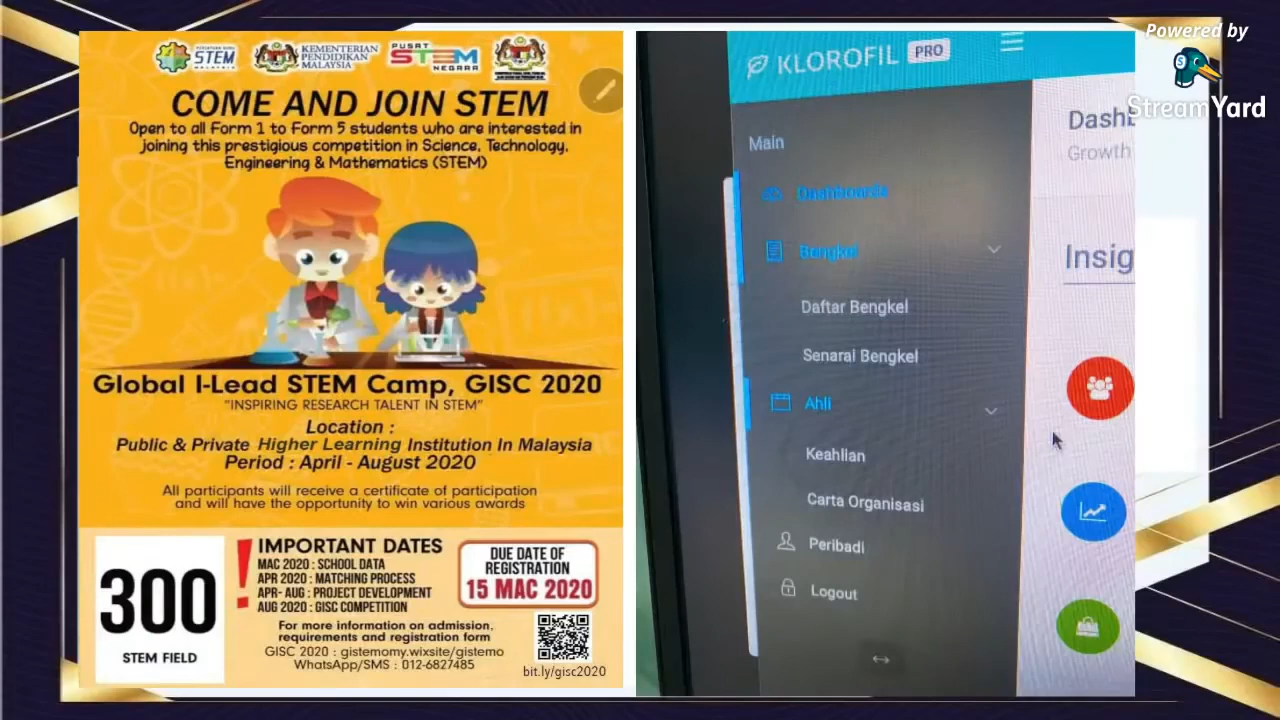 Powered by
StreamYard
STEM
KEMENTERIAN
PENDIDIKAN
MALAYSIA
PUSAT
STEM
NEGARA
COME AND JOIN STEM
Open to all Form 1 to Form 5 students who are interested in
joining this prestigious competition in Science, Technology,
Engineering & Mathematics (STEM)
Global I-Lead STEM Camp, GISC 2020
"INSPIRING RESEARCH TALENT IN STEM"
Location :
Public & Private Higher Learning Institution In Malaysia
Period : April - August 2020
All participants will receive a certificate of participation
and will have the opportunity to win various awards
300
STEM FIELD
! IMPORTANT DATES
MAC 2020 : SCHOOL DATA
APR 2020 : MATCHING PROCESS
APR- AUG : PROJECT DEVELOPMENT
AUG 2020 : GISC COMPETITION
DUE DATE OF
REGISTRATION
15 MAC 2020
For more information on admission,
requirements and registration form
GISC 2020 : gistemomy.wixsite/gistemo
WhatsApp/SMS : 012-6827485
bit.ly/gisc2020
KLOROFIL PRO
Main
Dashboards
Bengkel
Daftar Bengkel
Senarai Bengkel
Ahli
Keahlian
Carta Organisasi
Peribadi
Logout
Dashb
Growth
Insig